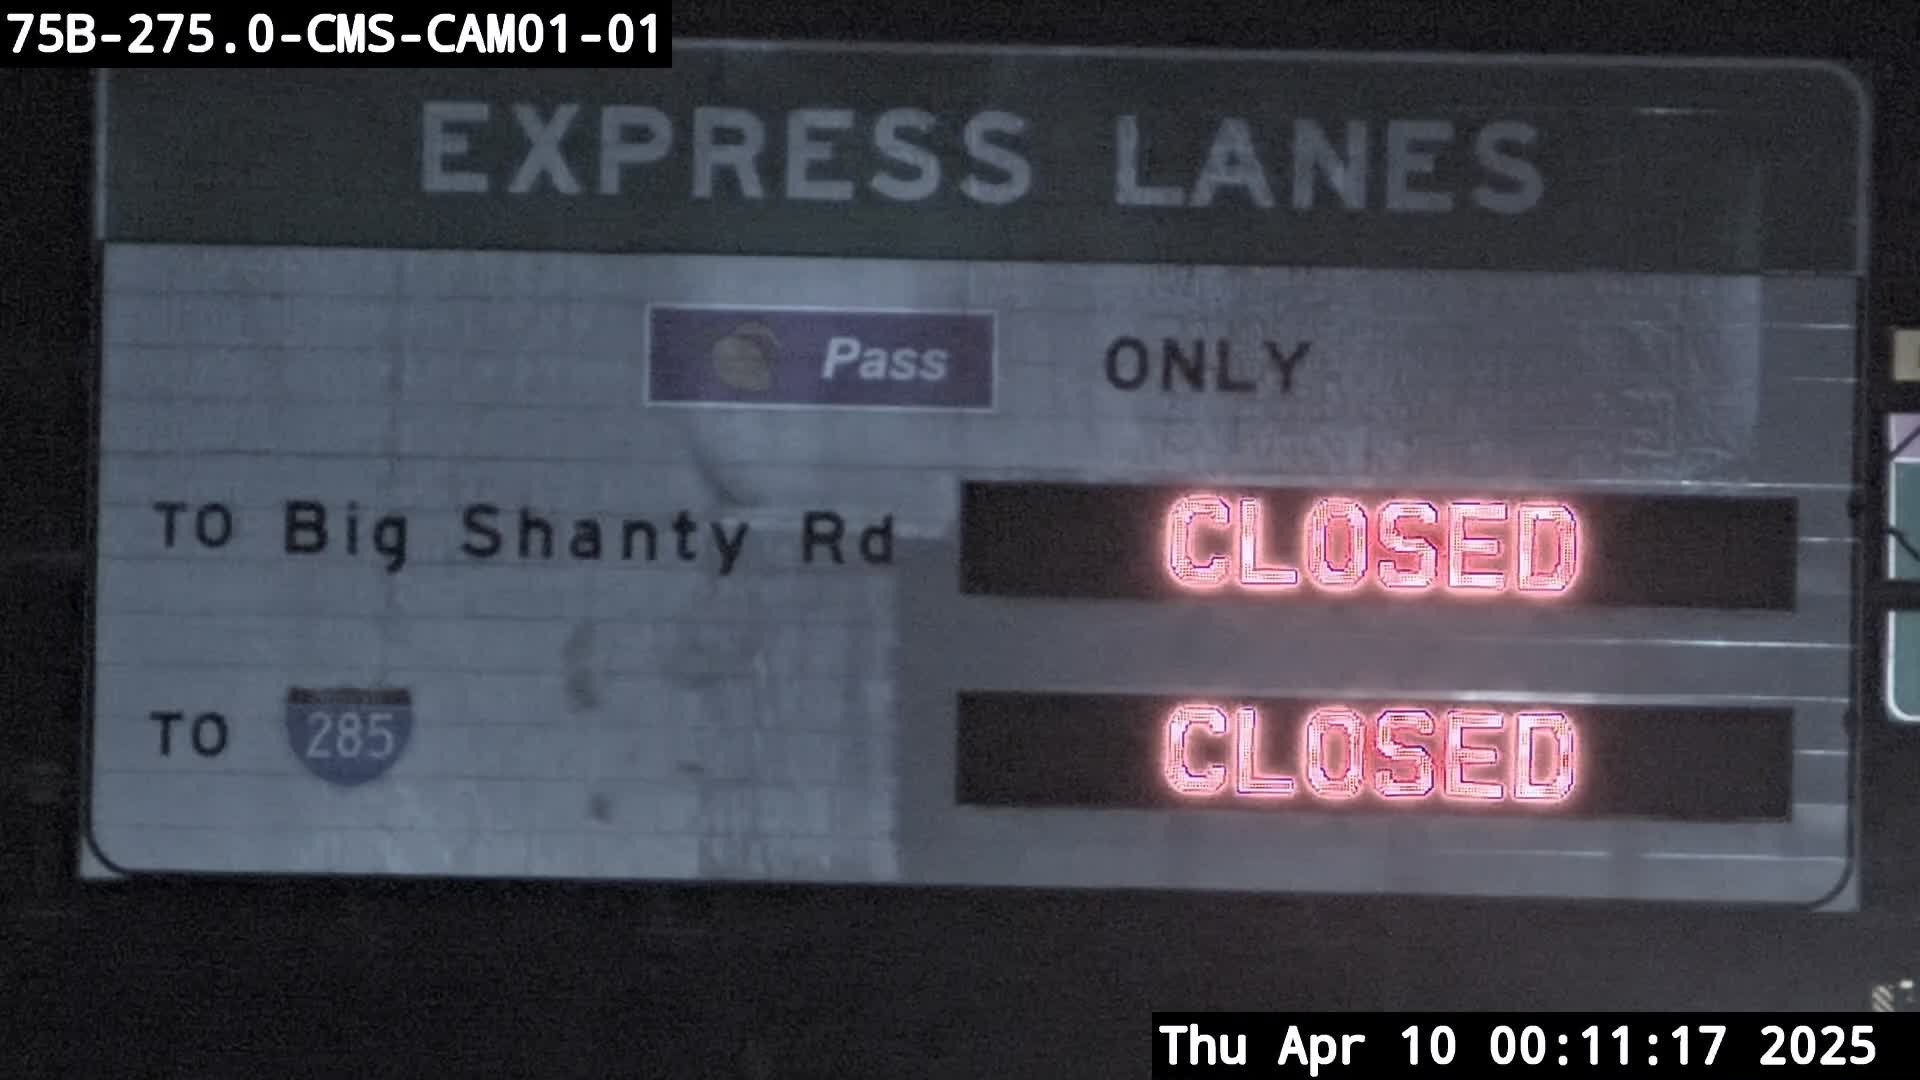 75B-275.0-CMS-CAM01-01
EXPRESS LANES
Pass ONLY
TO Big Shanty Rd CLOSED
TO 285 CLOSED
Thu Apr 10 00:11:17 2025